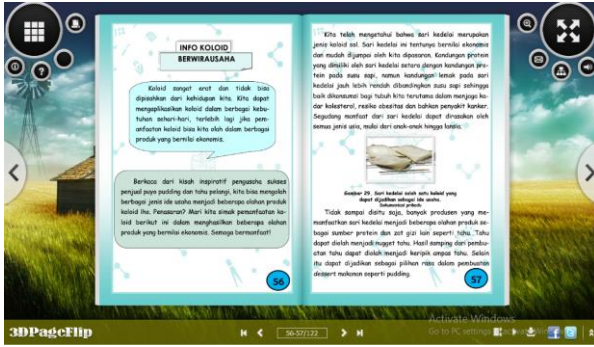 INFO KOLOID
BERWIRAUSAHA
Koloid sangat erat dan tidak bisa
dipisahkan dari kehidupan kita. Kita dapat
mengaplikasikan koloid dalam berbagai kebu-
tuhan sehari-hari, terlebih lagi jika pem-
anfaatan koloid bisa kita olah dalam berbagai
produk yang bernilai ekonomis.
Berkaca dari kisah inspiratif pengusaha sukses
penjual puyo pudding dan tahu pelangi, kita bisa mengolah
berbagai jenis ide usaha menjadi beberapa olahan produk
koloid lho. Penasaran? Mari kita simak pemanfaatan ko-
loid berikut ini dalam menghasilkan beberapa olahan
produk yang bernilai ekonomis. Semoga bermanfaat!
56
Kita telah mengetahui bahwa sari kedelai merupakan
jenis koloid sol. Sari kedelai ini tentunya bernilai ekonomis
dan mudah dijumpai oleh kita dipasaran. Kandungan protein
yang dimiliki oleh sari kedelai setara dengan kandungan pro-
tein pada susu sapi, namun kandungan lemak pada sari
kedelai jauh lebih rendah dibandingkan susu sapi sehingga
baik dikonsumsi bagi tubuh kita terutama dalam menjaga ka-
dar kolesterol, resiko obesitas dan bahkan penyakit kanker.
Segudang manfaat dari sari kedelai dapat dirasakan oleh
semua jenis usia, mulai dari anak-anak hingga lansia.
Gambar 29. Sari kedelai salah satu koloid yang
dapat dijadikan sebagai ide usaha.
Tidak sampai disitu saja, banyak produsen yang me-
manfaatkan sari kedelai menjadi beberapa olahan produk se-
bagai sumber protein dan zat gizi lain seperti tahu. Tahu
dapat diolah menjadi nugget tahu. Hasil samping dari pembu-
atan tahu dapat diolah menjadi keripik ampas tahu. Selain
itu dapat dijadikan sebagai pilihan rasa dalam pembuatan
dessert makanan seperti pudding.
57
Activate Windows
Go to PC settings
3DPageFlip
56-57/122